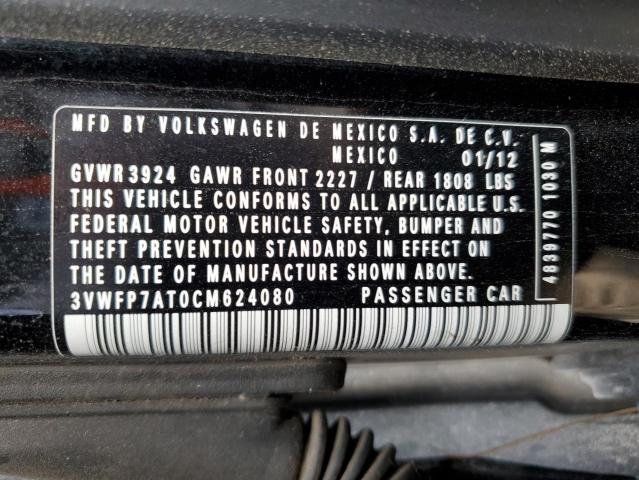 MFD BY VOLKSWAGEN DE MEXICO S.A. DE C.V.
MEXICO 01/12
GVWR 3924 GAWR FRONT 2227 / REAR 1808 LBS
THIS VEHICLE CONFORMS TO ALL APPLICABLE U.S.
FEDERAL MOTOR VEHICLE SAFETY, BUMPER AND
THEFT PREVENTION STANDARDS IN EFFECT ON
THE DATE OF MANUFACTURE SHOWN ABOVE.
3VWFP7AT0CM624080 PASSENGER CAR
4839770 1030 M